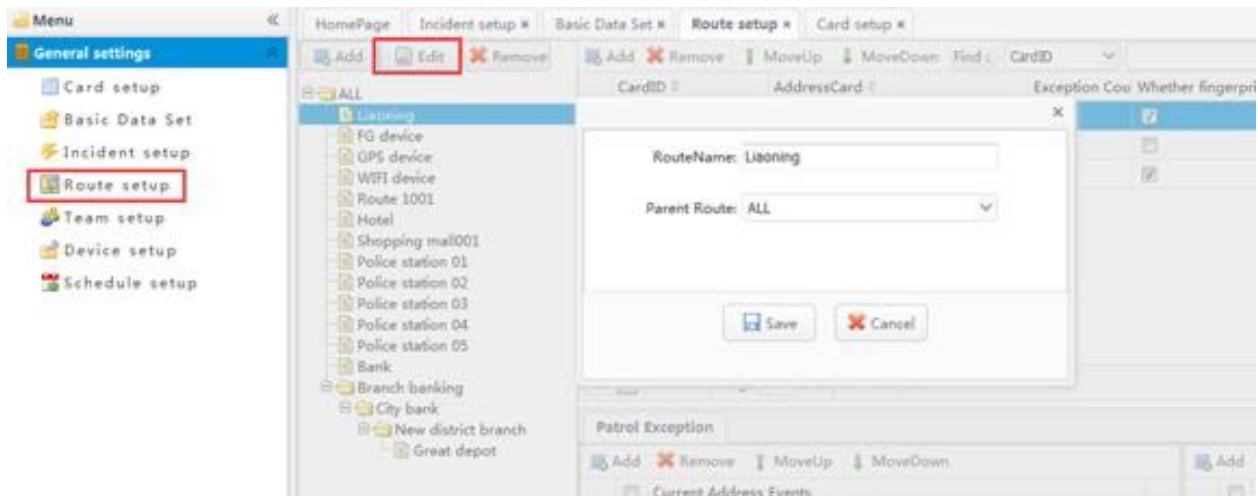 Menu
HomePage Incident setup Basic Data Set Route setup Card setup
General settings
Add Edit Remove
Add Remove MoveUp MoveDown Find : CardID
Card setup
Basic Data Set
Incident setup
Route setup
Team setup
Device setup
Schedule setup
ALL
Liaoning
FG device
GPS device
WIFI device
Route 1001
Hotel
Shopping mall001
Police station 01
Police station 02
Police station 03
Police station 04
Police station 05
Bank
Branch banking
City bank
New district branch
Great depot
CardID AddressCard Exception Cou Whether fingerpri
RouteName: Liaoning
Parent Route: ALL
Save Cancel
Patrol Exception
Add Remove MoveUp MoveDown Add
Current Address Events